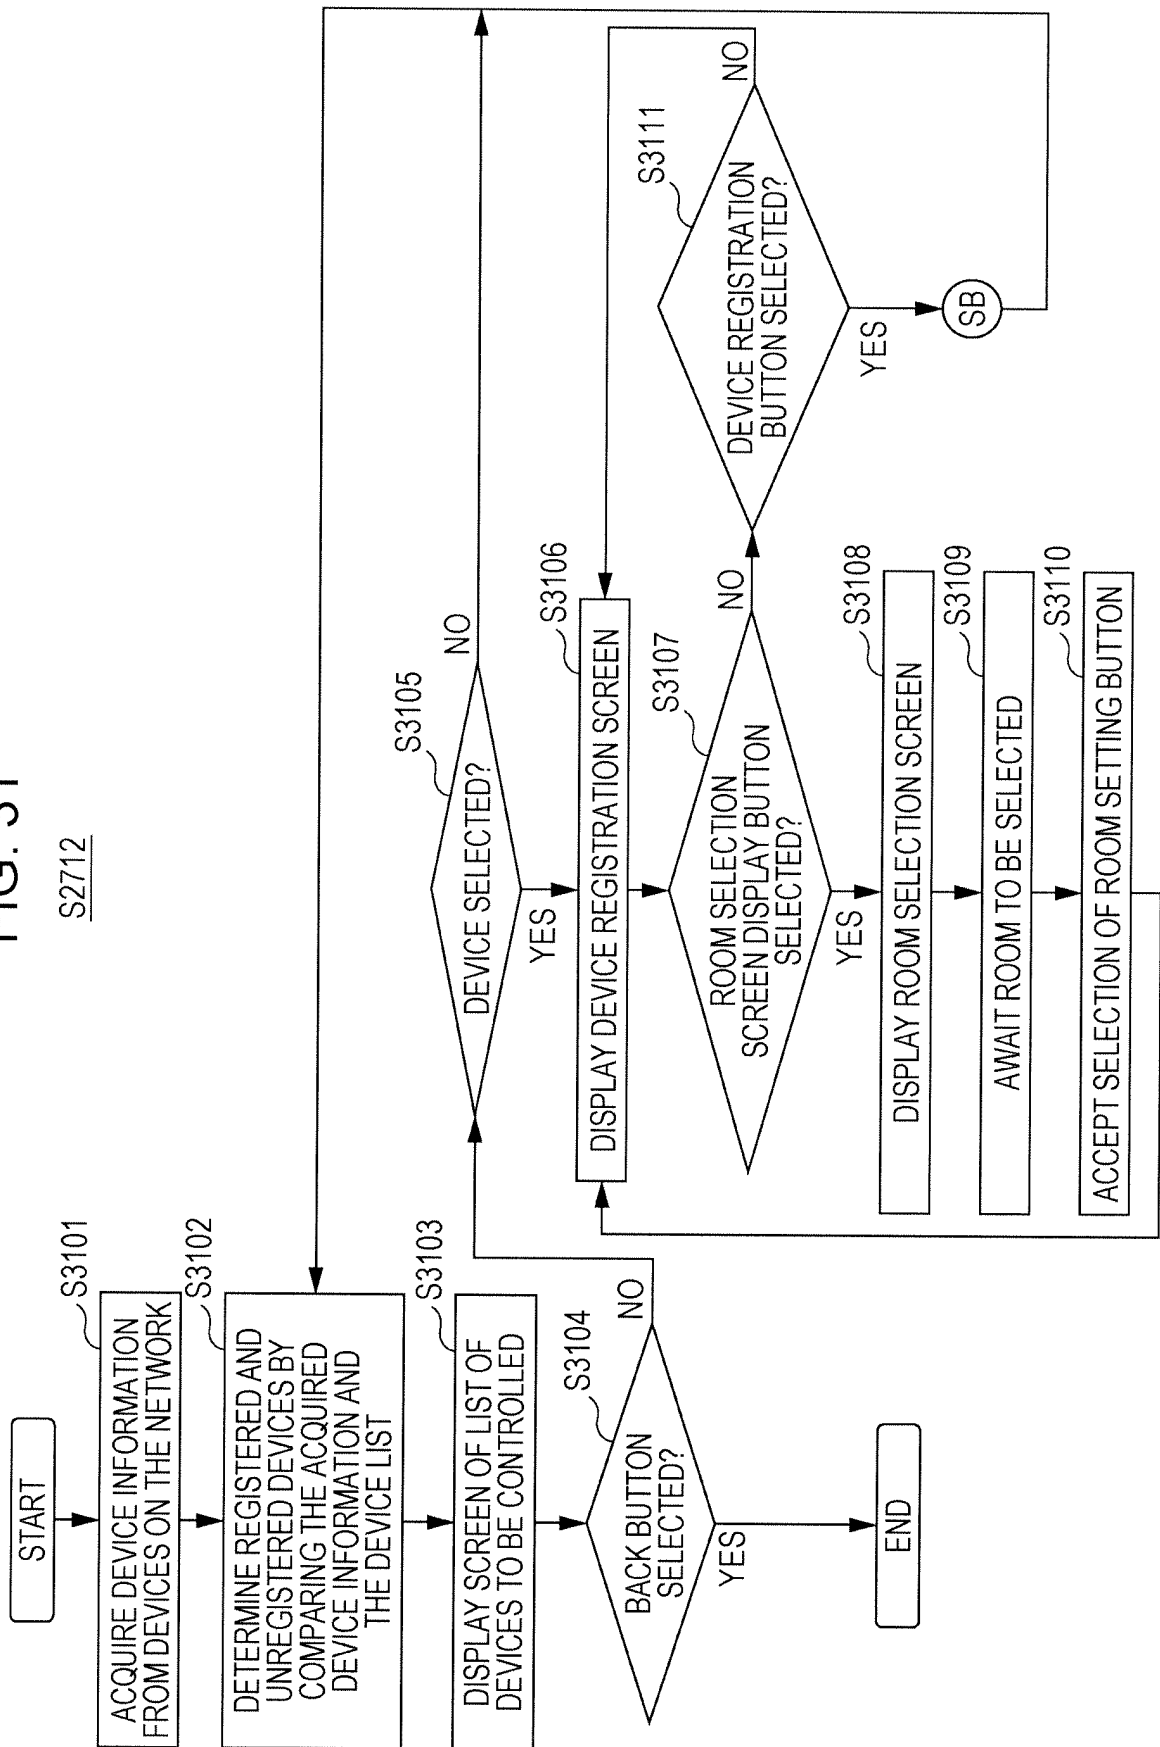 FIG. 31
S2712
START
S3101
ACQUIRE DEVICE INFORMATION
FROM DEVICES ON THE NETWORK
S3102
DETERMINE REGISTERED AND
UNREGISTERED DEVICES BY
COMPARING THE ACQUIRED
DEVICE INFORMATION AND
THE DEVICE LIST
S3103
DISPLAY SCREEN OF LIST OF
DEVICES TO BE CONTROLLED
S3104
BACK BUTTON
SELECTED?
NO
YES
END
S3105
DEVICE SELECTED?
NO
YES
S3106
DISPLAY DEVICE REGISTRATION SCREEN
S3107
ROOM SELECTION
SCREEN DISPLAY BUTTON
SELECTED?
NO
YES
S3108
DISPLAY ROOM SELECTION SCREEN
S3109
AWAIT ROOM TO BE SELECTED
S3110
ACCEPT SELECTION OF ROOM SETTING BUTTON
S3111
DEVICE REGISTRATION
BUTTON SELECTED?
NO
YES
SB